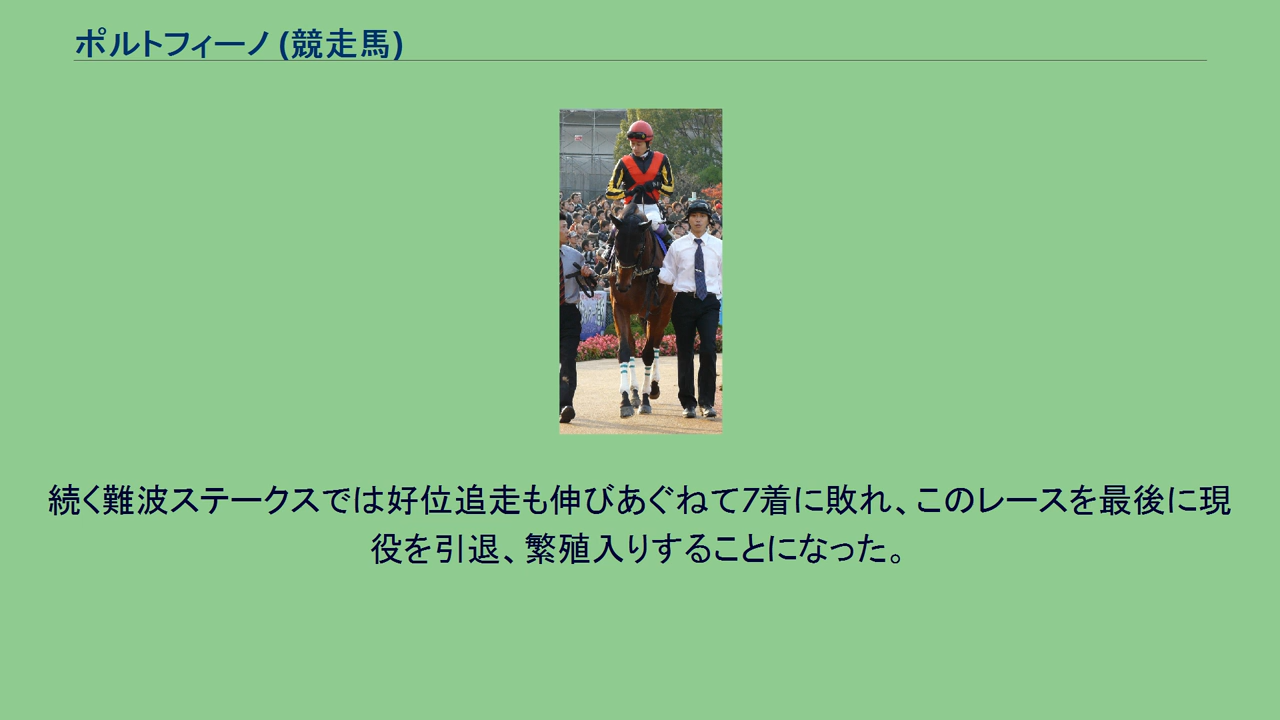 ポルトフィーノ (競走馬)
続く難波ステークスでは好位追走も伸びあぐねて7着に敗れ、このレースを最後に現
役を引退、繁殖入りすることになった。